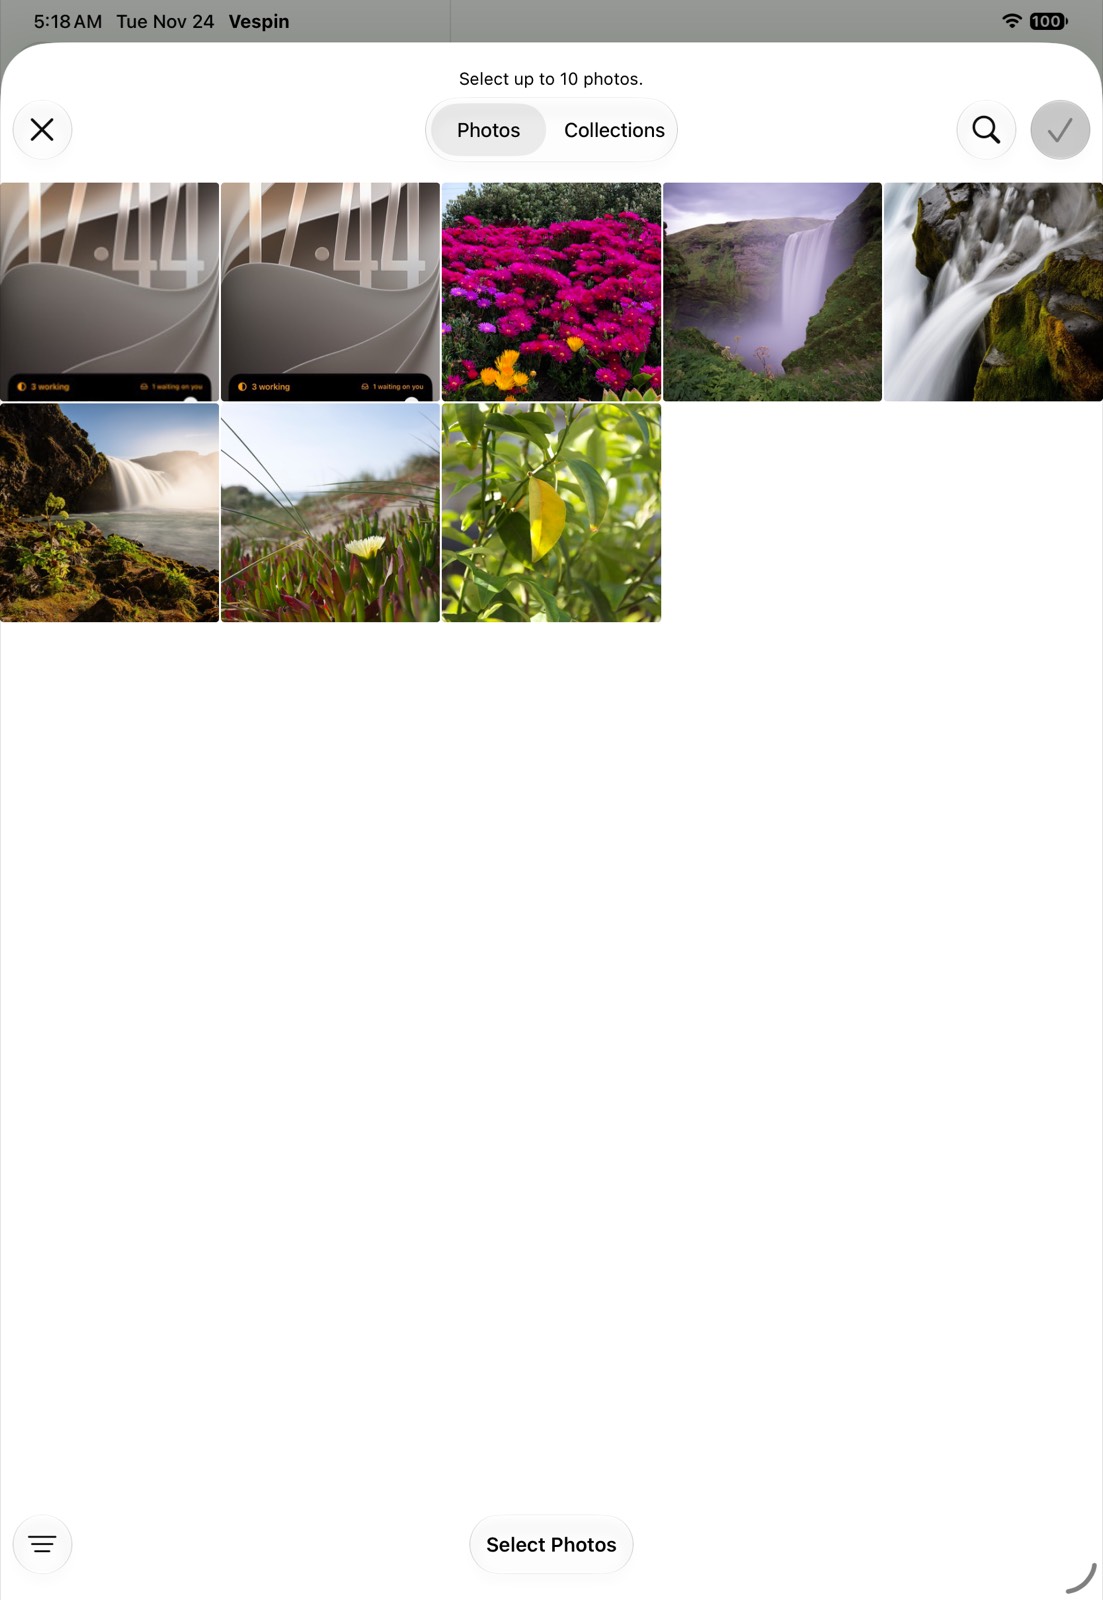 5:18 AM Tue Nov 24 Vespin
100
Select up to 10 photos.
Photos Collections
3 working 1 waiting on you
3 working 1 waiting on you
Select Photos